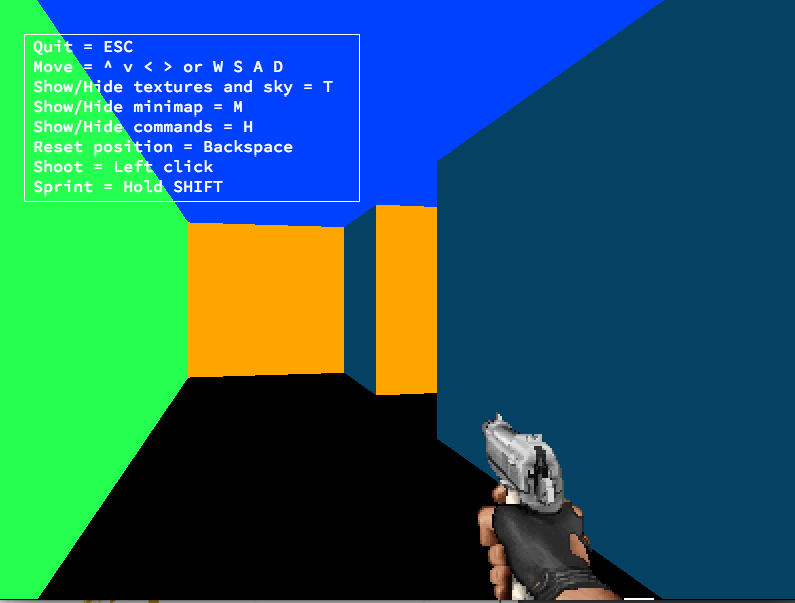 Quit = ESC
Move = ^ v < > or W S A D
Show/Hide textures and sky = T
Show/Hide minimap = M
Show/Hide commands = H
Reset position = Backspace
Shoot = Left click
Sprint = Hold SHIFT